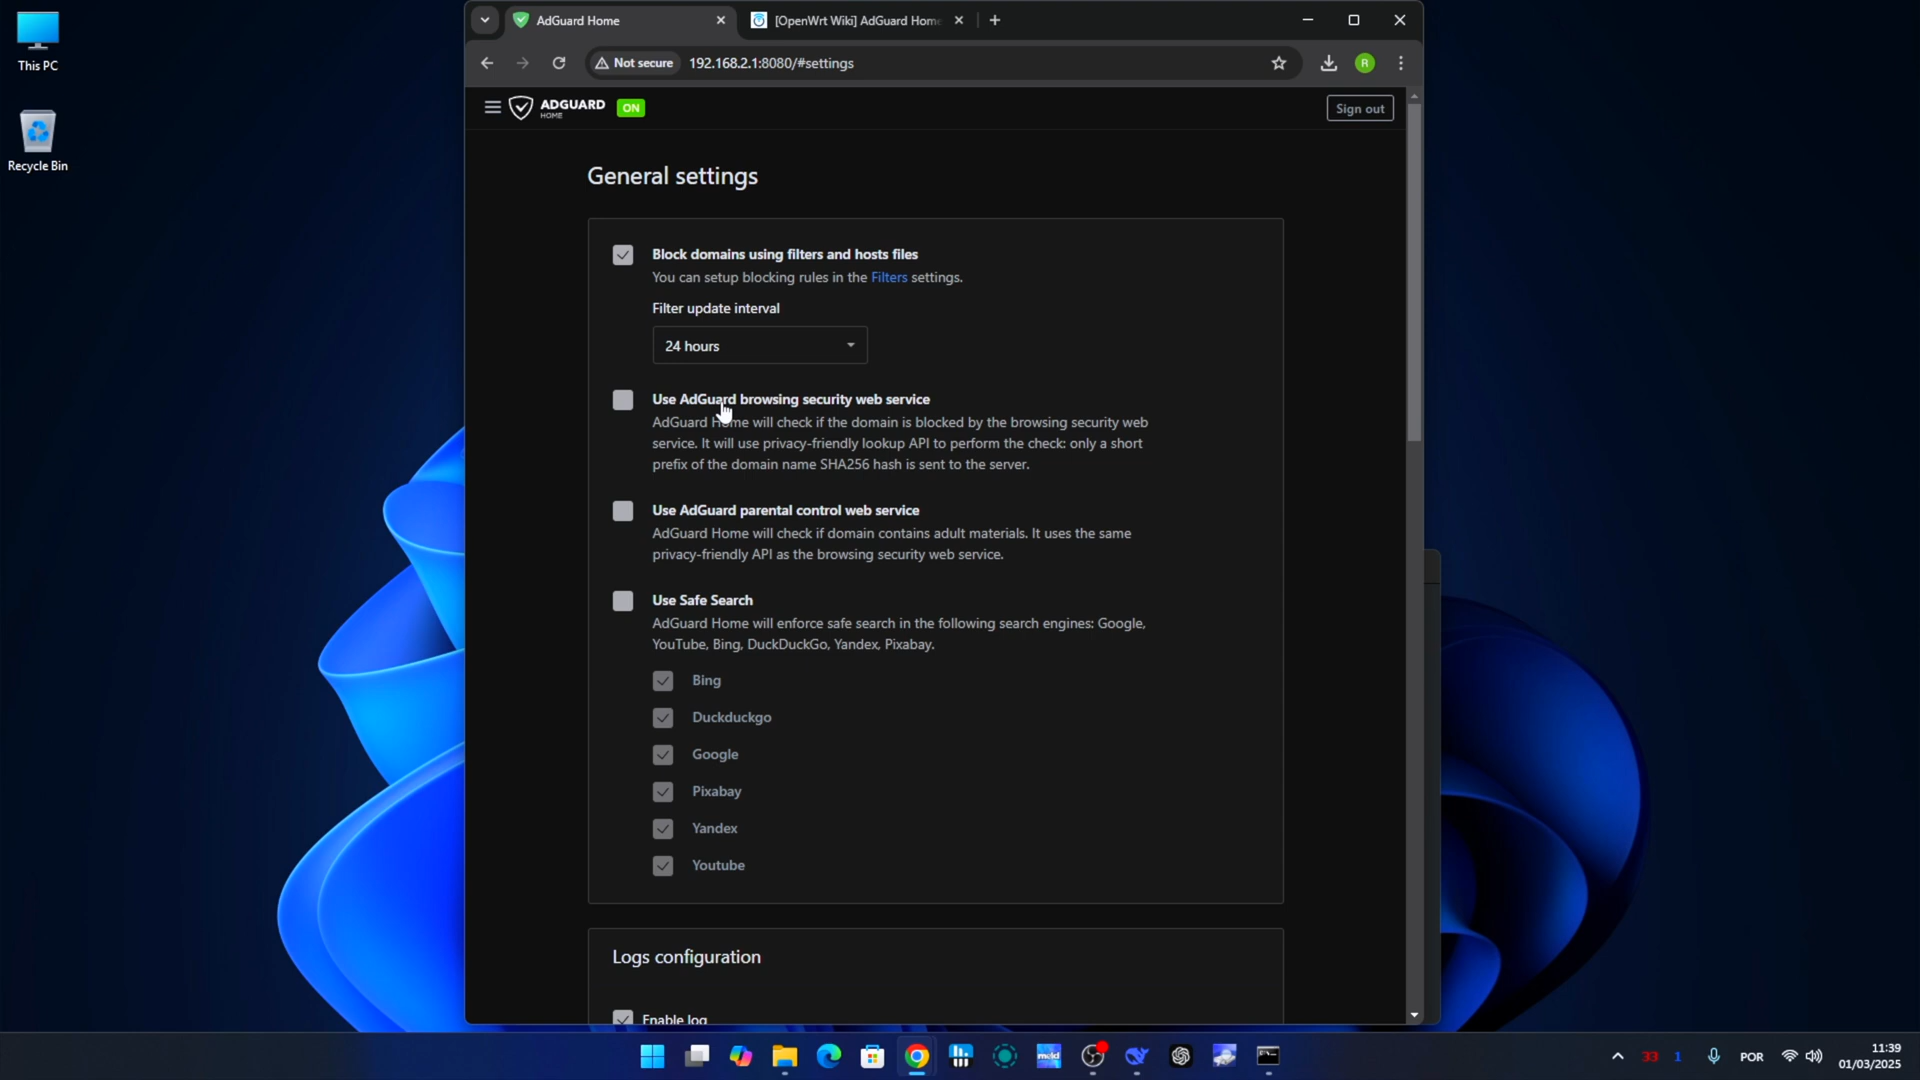 This PC
Recycle Bin
AdGuard Home
[OpenWrt Wiki] AdGuard Home
Not secure
192.168.2.1:8080/#settings
R
ADGUARD
HOME
ON
Sign out
General settings
Block domains using filters and hosts files
You can setup blocking rules in the Filters settings.
Filter update interval
24 hours
Use AdGuard browsing security web service
AdGuard Home will check if the domain is blocked by the browsing security web
service. It will use privacy-friendly lookup API to perform the check: only a short
prefix of the domain name SHA256 hash is sent to the server.
Use AdGuard parental control web service
AdGuard Home will check if domain contains adult materials. It uses the same
privacy-friendly API as the browsing security web service.
Use Safe Search
AdGuard Home will enforce safe search in the following search engines: Google,
YouTube, Bing, DuckDuckGo, Yandex, Pixabay.
Bing
Duckduckgo
Google
Pixabay
Yandex
Youtube
Logs configuration
Enable log
meld
33
1
POR
11:39
01/03/2025